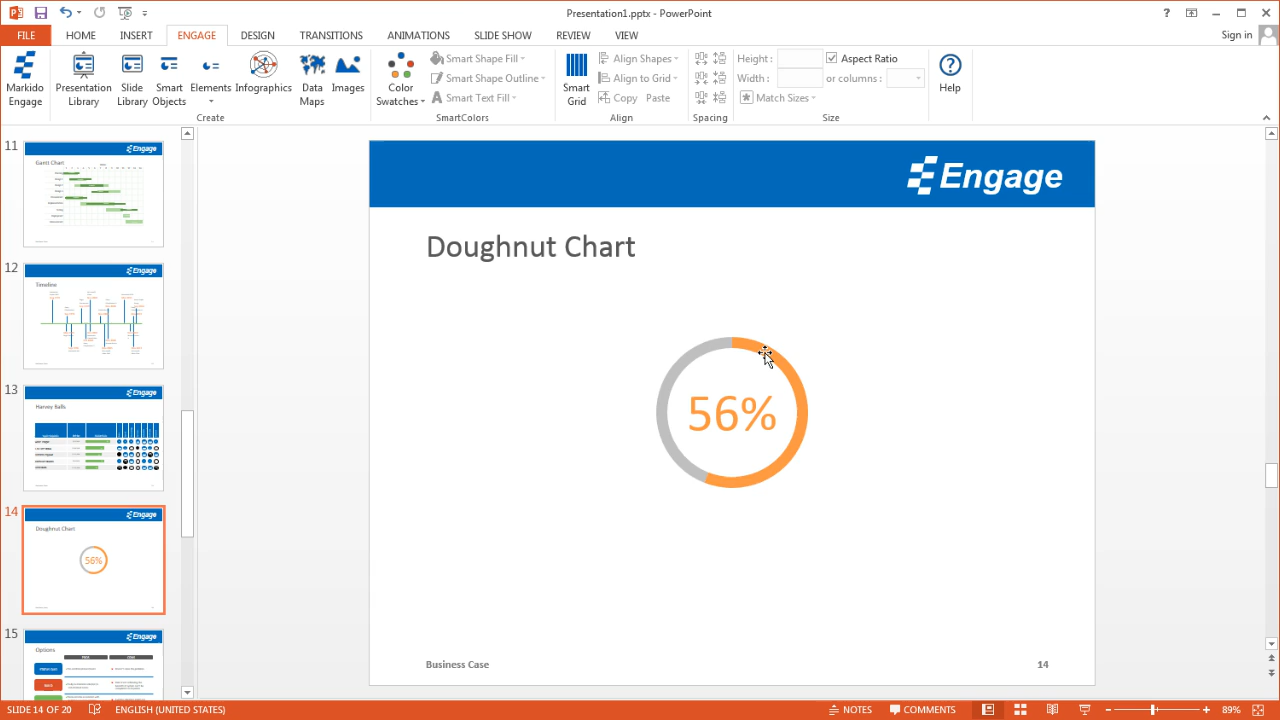 Presentation1.pptx - PowerPoint
Sign in
FILE HOME INSERT ENGAGE DESIGN TRANSITIONS ANIMATIONS SLIDE SHOW REVIEW VIEW
Markido Engage
Presentation Library
Slide Library
Smart Objects
Elements
Infographics
Data Maps
Images
Create
Color Swatches
Smart Shape Fill
Smart Shape Outline
Smart Text Fill
SmartColors
Smart Grid
Align Shapes
Align to Grid
Copy Paste
Align
Spacing
Height:
Width:
Aspect Ratio
or columns:
Match Sizes
Size
Help
11
Engage
Gantt Chart
12
Engage
Timeline
13
Engage
Harvey Balls
14
Engage
Doughnut Chart
56%
15
Engage
Options
Engage
Doughnut Chart
56%
Business Case
14
SLIDE 14 OF 20
ENGLISH (UNITED STATES)
NOTES
COMMENTS
89%